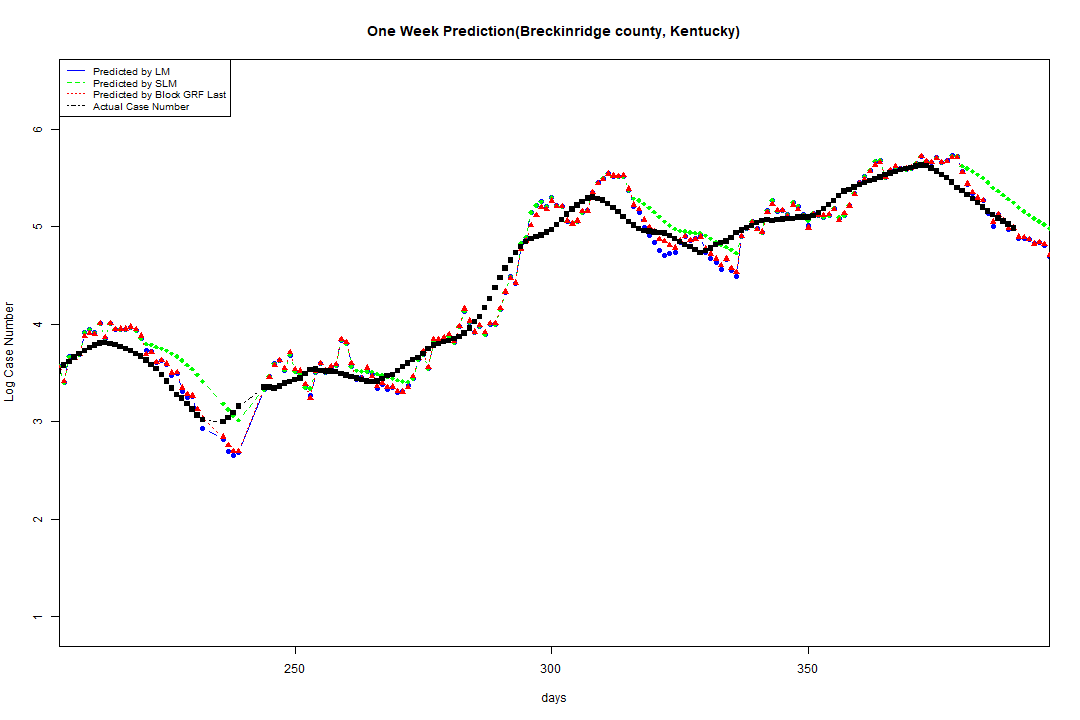 One Week Prediction(Breckinridge county, Kentucky)
Predicted by LM
Predicted by SLM
Predicted by Block GRF Last
Actual Case Number
6
5
4
3
2
1
Log Case Number
250 300 350
days